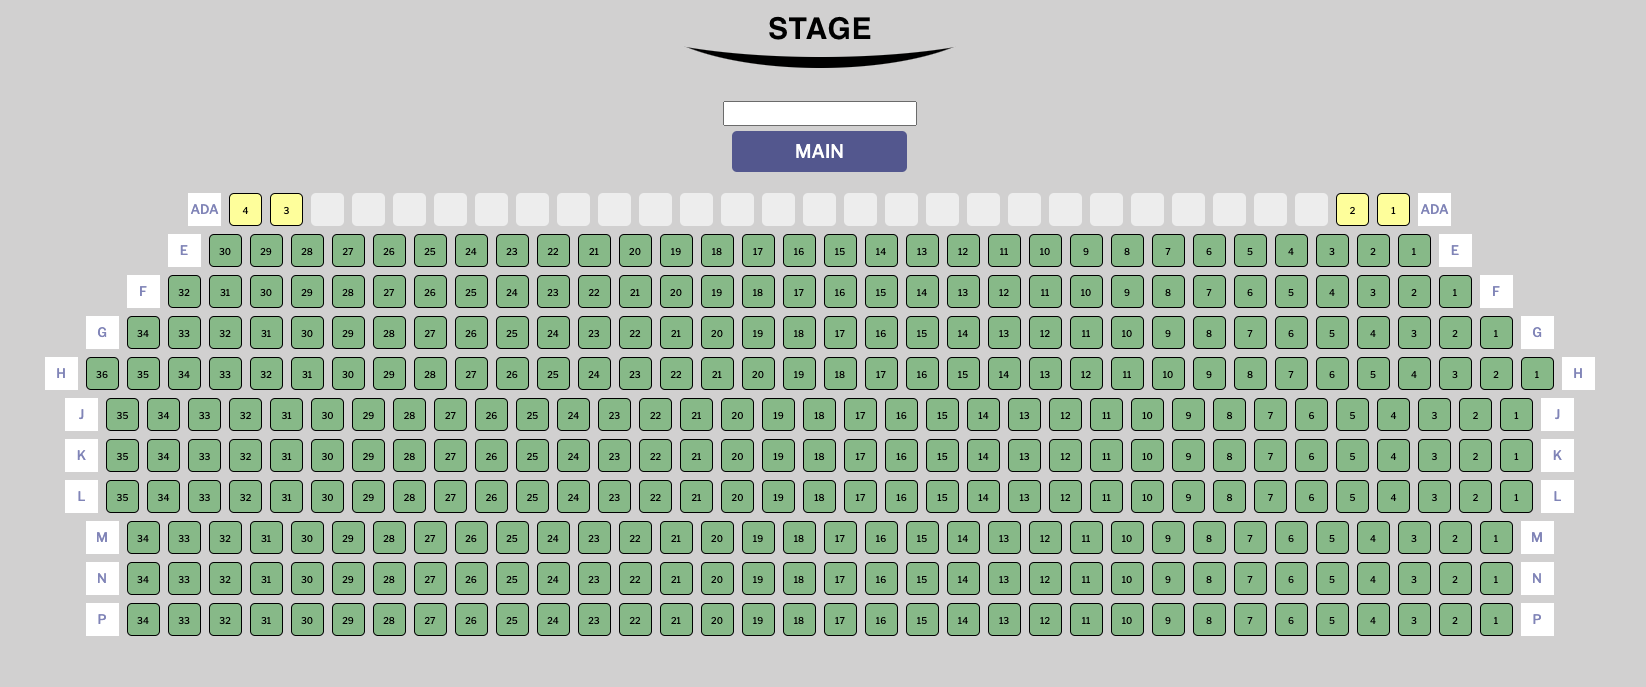 STAGE
MAIN
ADA 4 3 2 1 ADA
E 30 29 28 27 26 25 24 23 22 21 20 19 18 17 16 15 14 13 12 11 10 9 8 7 6 5 4 3 2 1 E
F 32 31 30 29 28 27 26 25 24 23 22 21 20 19 18 17 16 15 14 13 12 11 10 9 8 7 6 5 4 3 2 1 F
G 34 33 32 31 30 29 28 27 26 25 24 23 22 21 20 19 18 17 16 15 14 13 12 11 10 9 8 7 6 5 4 3 2 1 G
H 36 35 34 33 32 31 30 29 28 27 26 25 24 23 22 21 20 19 18 17 16 15 14 13 12 11 10 9 8 7 6 5 4 3 2 1 H
J 35 34 33 32 31 30 29 28 27 26 25 24 23 22 21 20 19 18 17 16 15 14 13 12 11 10 9 8 7 6 5 4 3 2 1 J
K 35 34 33 32 31 30 29 28 27 26 25 24 23 22 21 20 19 18 17 16 15 14 13 12 11 10 9 8 7 6 5 4 3 2 1 K
L 35 34 33 32 31 30 29 28 27 26 25 24 23 22 21 20 19 18 17 16 15 14 13 12 11 10 9 8 7 6 5 4 3 2 1 L
M 34 33 32 31 30 29 28 27 26 25 24 23 22 21 20 19 18 17 16 15 14 13 12 11 10 9 8 7 6 5 4 3 2 1 M
N 34 33 32 31 30 29 28 27 26 25 24 23 22 21 20 19 18 17 16 15 14 13 12 11 10 9 8 7 6 5 4 3 2 1 N
P 34 33 32 31 30 29 28 27 26 25 24 23 22 21 20 19 18 17 16 15 14 13 12 11 10 9 8 7 6 5 4 3 2 1 P